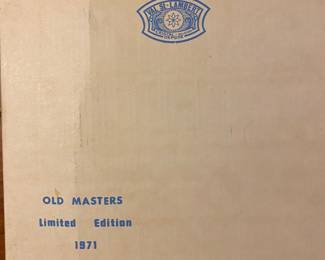 VAL St-LAMBERT
OLD MASTERS
Limited Edition
1971